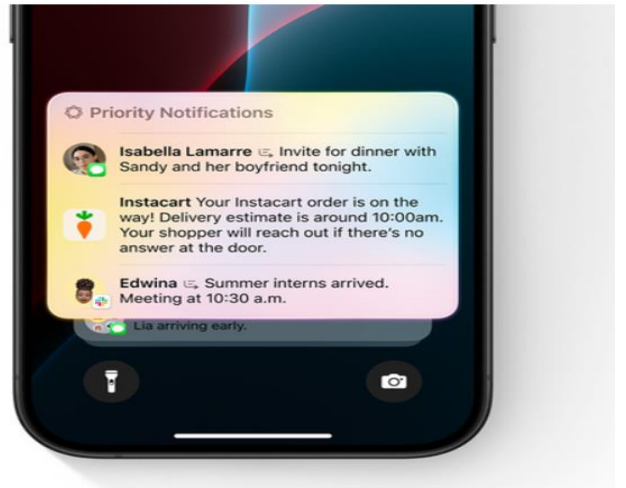 Priority Notifications
Isabella Lamarre Invite for dinner with
Sandy and her boyfriend tonight.
Instacart Your Instacart order is on the
way! Delivery estimate is around 10:00am.
Your shopper will reach out if there's no
answer at the door.
Edwina Summer interns arrived.
Meeting at 10:30 a.m.
Lia arriving early.